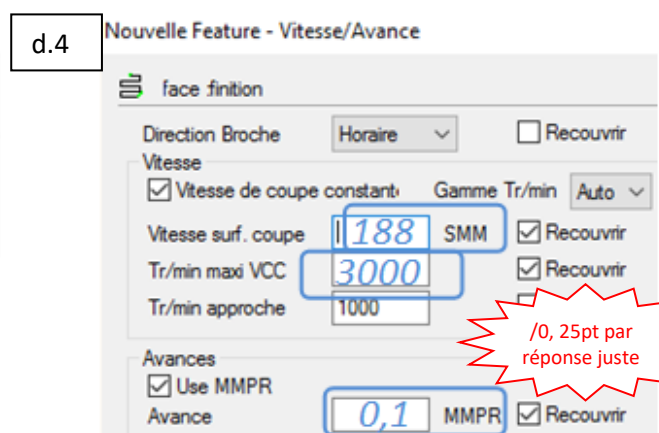 d.4
Nouvelle Feature - Vitesse/Avance
face finition
Direction Broche Horaire Recouvrir
Vitesse
Vitesse de coupe constant Gamme Tr/min Auto
Vitesse surf. coupe 188 SMM Recouvrir
Tr/min maxi VCC 3000 Recouvrir
Tr/min approche 1000
/0, 25pt par
réponse juste
Avances
Use MMPR
Avance 0,1 MMPR Recouvrir